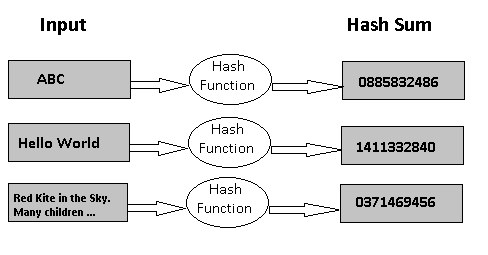 Input
Hash Sum
ABC
Hash
Function
0885832486
Hello World
Hash
Function
1411332840
Red Kite in the Sky.
Many children ...
Hash
Function
0371469456